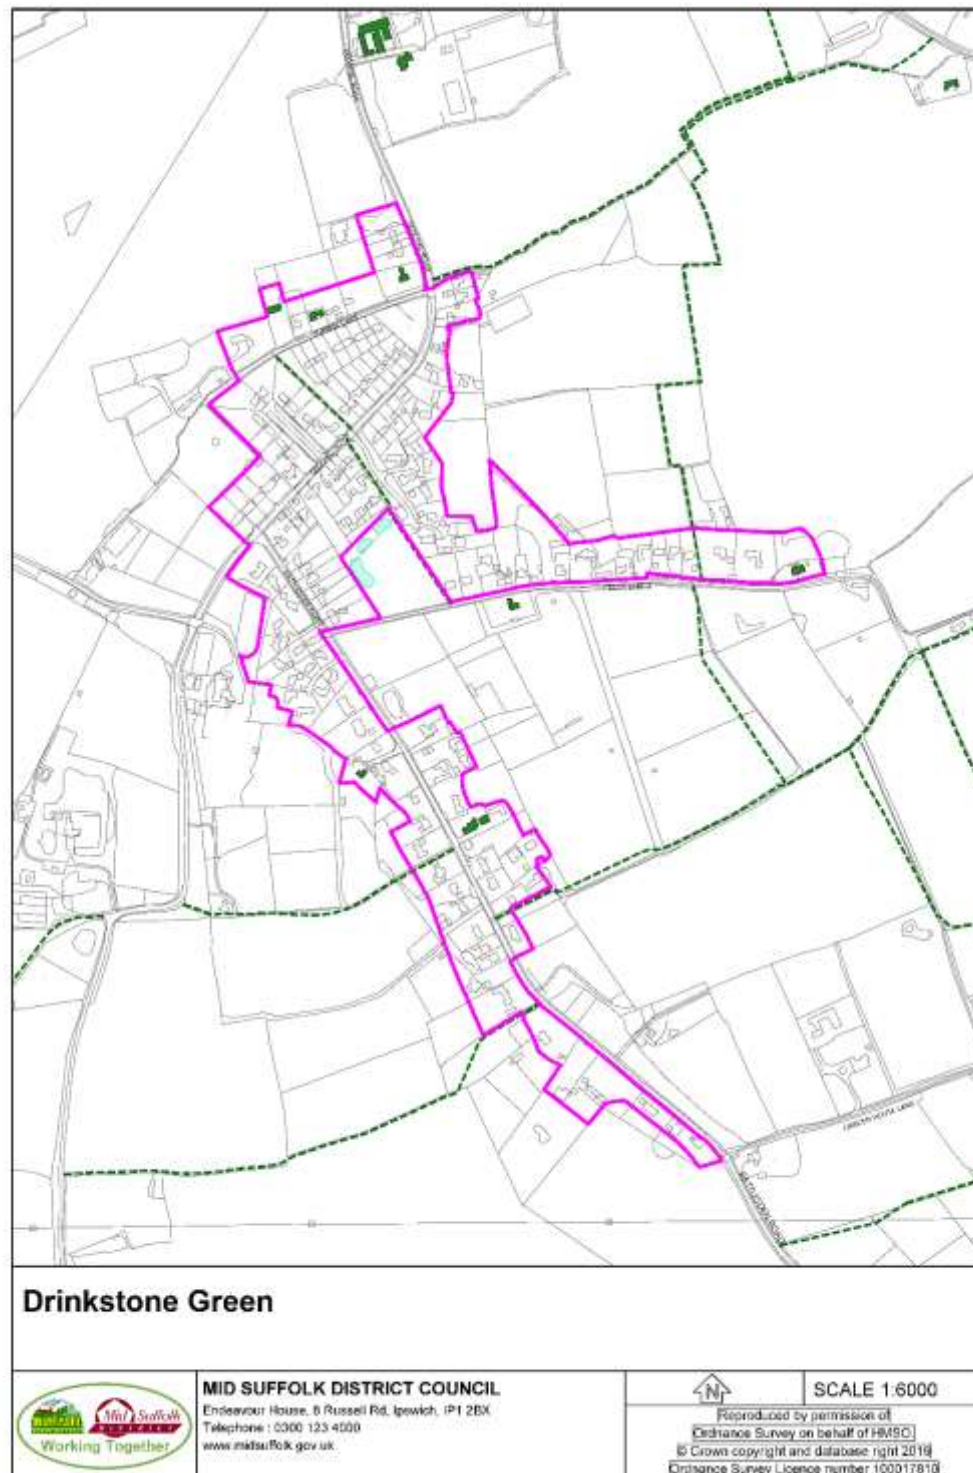 Drinkstone Green
Mid Suffolk
Working Together
MID SUFFOLK DISTRICT COUNCIL
Endeavour House, 8 Russell Rd, Ipswich, IP1 2BX
Telephone : 0300 123 4000
www.midsuffolk.gov.uk
N
SCALE 1:6000
Reproduced by permission of
Ordnance Survey on behalf of HMSO.
© Crown copyright and database right 2019
Ordnance Survey Licence number 100017810